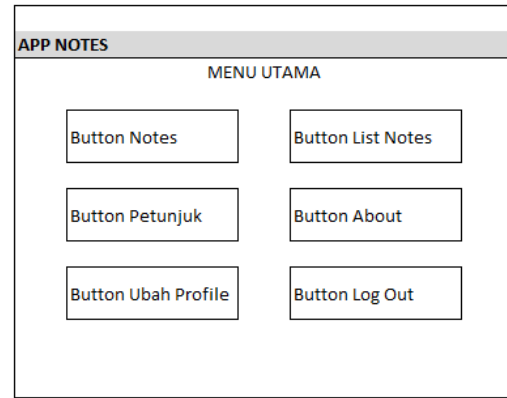 APP NOTES
MENU UTAMA
Button Notes
Button List Notes
Button Petunjuk
Button About
Button Ubah Profile
Button Log Out